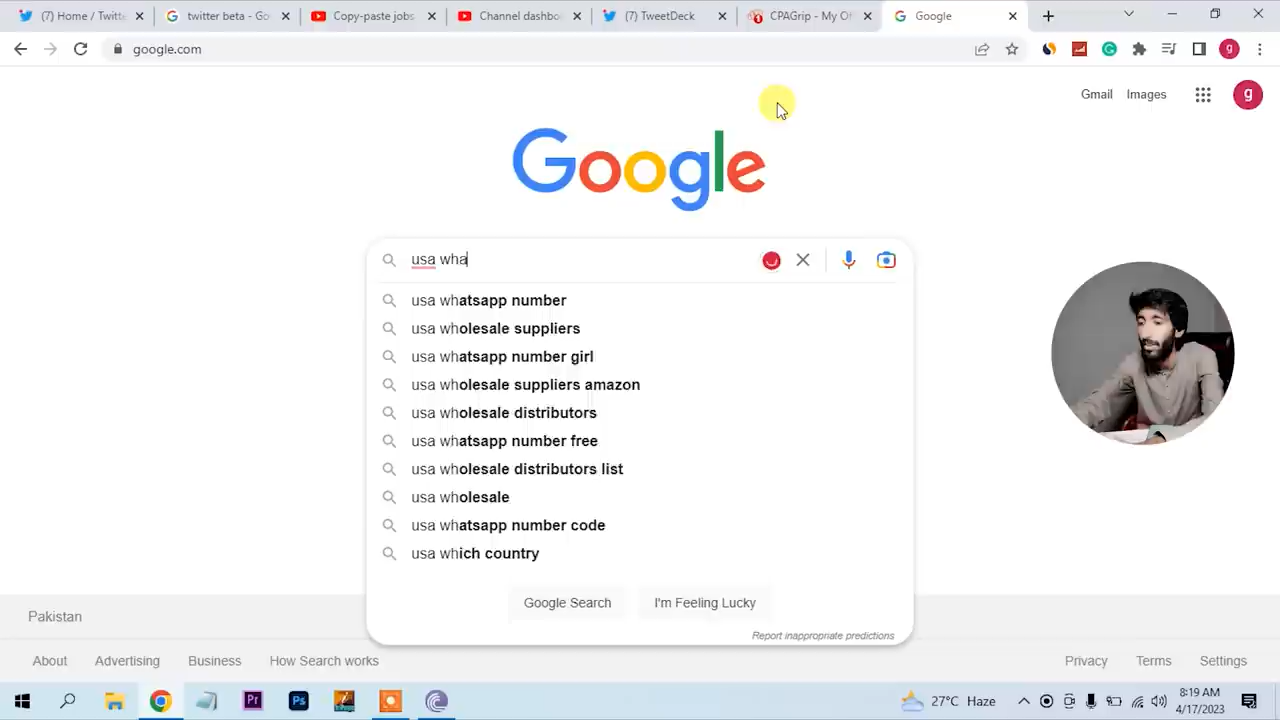 (7) Home / Twitte
twitter beta - Go
Copy-paste jobs
Channel dashbo
(7) TweetDeck
CPAGrip - My Of
Google
google.com
g
Gmail
Images
g
Google
usa wha
usa whatsapp number
usa wholesale suppliers
usa whatsapp number girl
usa wholesale suppliers amazon
usa wholesale distributors
usa whatsapp number free
usa wholesale distributors list
usa wholesale
usa whatsapp number code
usa which country
Google Search
I'm Feeling Lucky
Report inappropriate predictions
Pakistan
About
Advertising
Business
How Search works
Privacy
Terms
Settings
Pr
Ps
27°C Haze
8:19 AM
4/17/2023